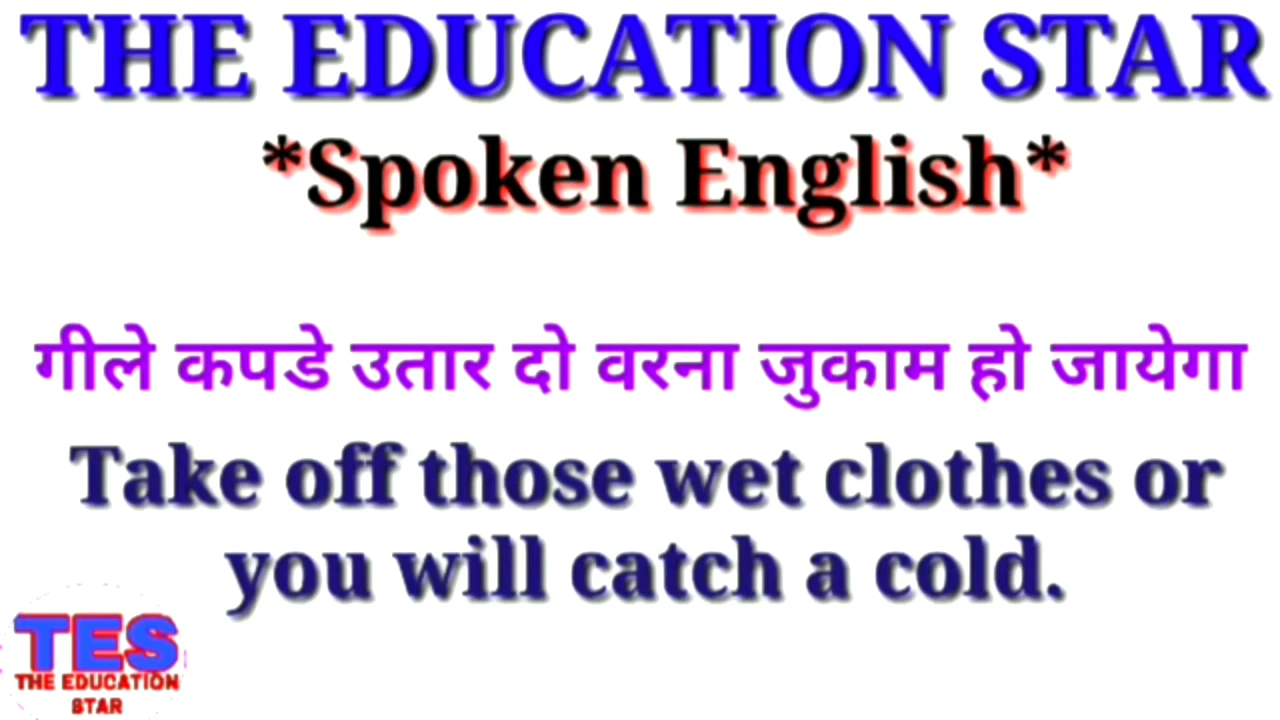 THE EDUCATION STAR
*Spoken English*
गीले कपडे उतार दो वरना जुकाम हो जायेगा
Take off those wet clothes or
you will catch a cold.
TES
THE EDUCATION
STAR